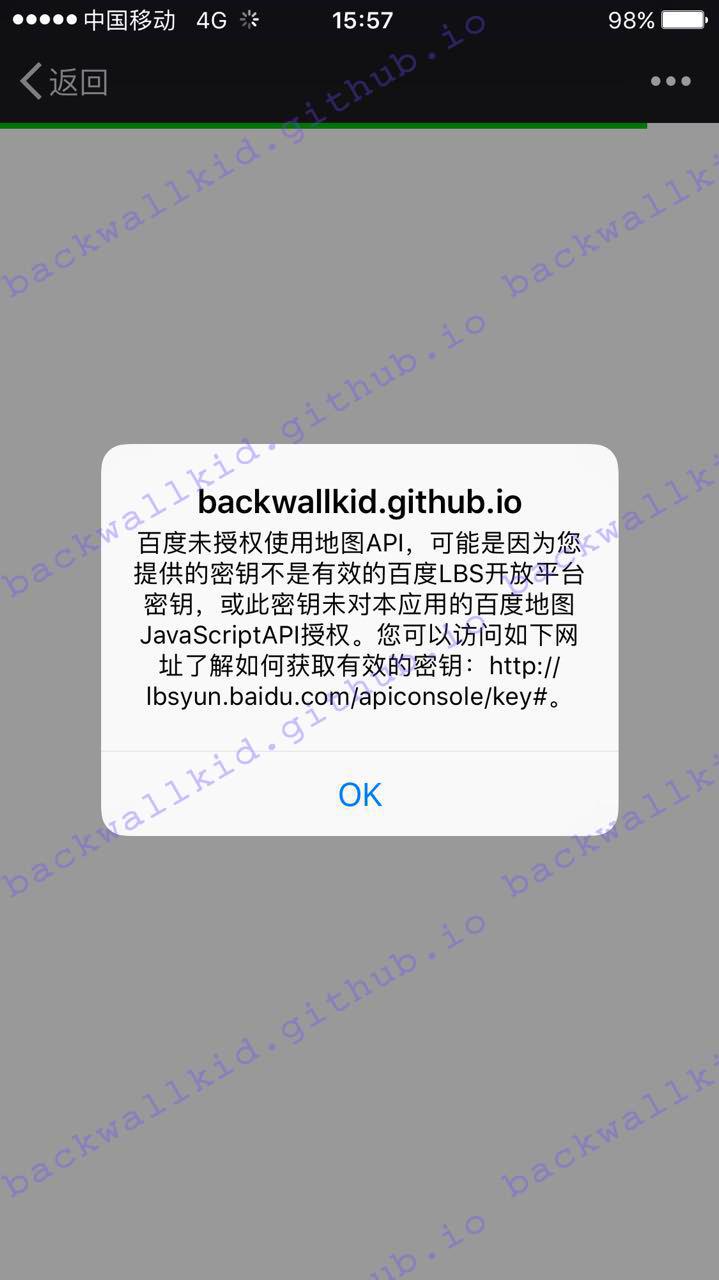 中国移动 4G 15:57 98%
返回
backwallkid.github.io
百度未授权使用地图API，可能是因为您
提供的密钥不是有效的百度LBS开放平台
密钥，或此密钥未对本应用的百度地图
JavaScriptAPI授权。您可以访问如下网
址了解如何获取有效的密钥：http://
lbsyun.baidu.com/apiconsole/key#。
OK
backwallkid.github.io
backwallkid.github.io
backwallkid.github.io
backwallkid.github.io